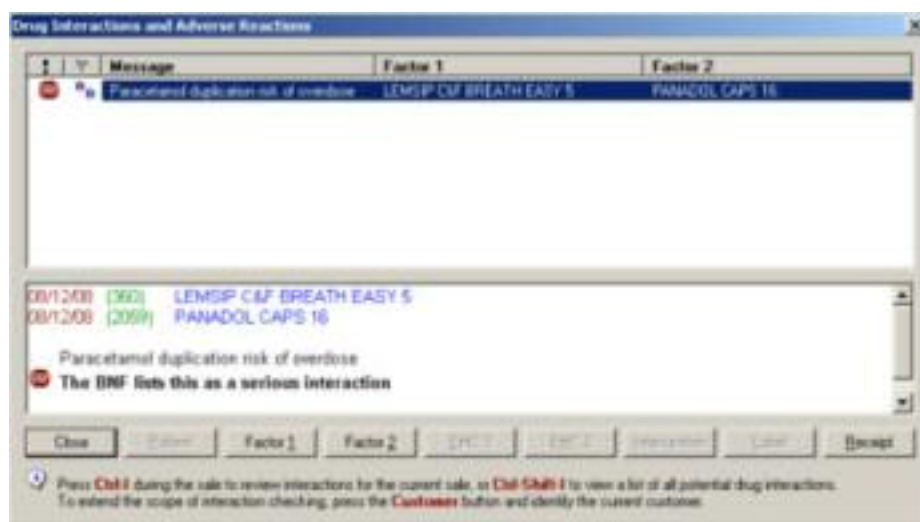 Drug Interactions and Adverse Reactions
Message Factor 1 Factor 2
Paracetamol duplication risk of overdose LEMSIP C&F BREATH EASY 5 PANADOL CAPS 16
08/12/08 (360) LEMSIP C&F BREATH EASY 5
08/12/08 (2059) PANADOL CAPS 16
Paracetamol duplication risk of overdose
The BNF lists this as a serious interaction
Close Factor 1 Factor 2 Receipt
Press Ctrl-I during the sale to review interactions for the current sale, or Ctrl-Shift-I to view a list of all potential drug interactions.
To extend the scope of interaction checking, press the Customer button and identify the current customer.